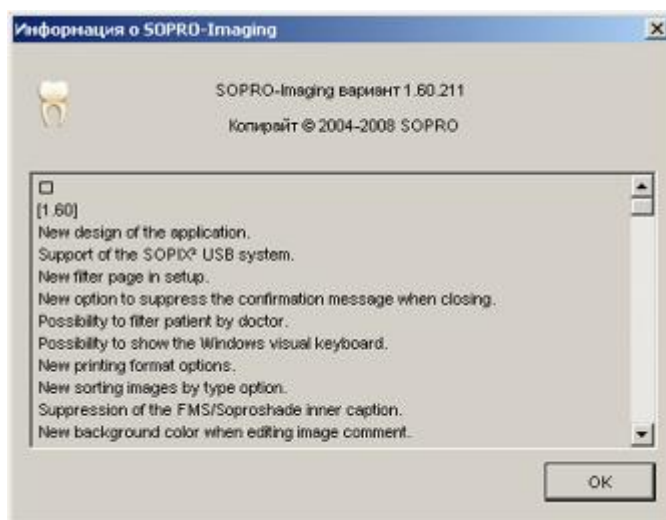 Информация о SOPRO-Imaging
SOPRO-Imaging вариант 1.60.211
Копирайт © 2004-2008 SOPRO
[1.60]
New design of the application.
Support of the SOPIX² USB system.
New filter page in setup.
New option to suppress the confirmation message when closing.
Possibility to filter patient by doctor.
Possibility to show the Windows visual keyboard.
New printing format options.
New sorting images by type option.
Suppression of the FMS/Soproshade inner caption.
New background color when editing image comment.
OK